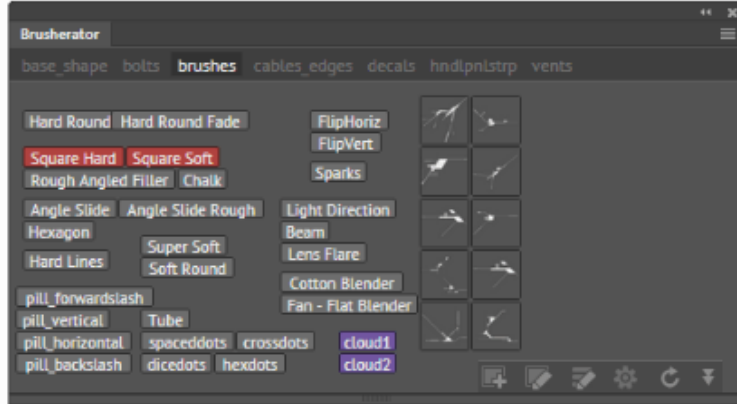 Brusherator
base_shape bolts brushes cables_edges decals hndlpnlstrp vents
Hard Round Hard Round Fade FlipHoriz
FlipVert
Square Hard Square Soft
Sparks
Rough Angled Filler Chalk
Angle Slide Angle Slide Rough Light Direction
Hexagon Beam
Super Soft
Lens Flare
Hard Lines Soft Round
Cotton Blender
pill_forwardslash
Fan - Flat Blender
pill_vertical Tube
pill_horizontal spaceddots crossdots cloud1
pill_backslash dicedots hexdots cloud2